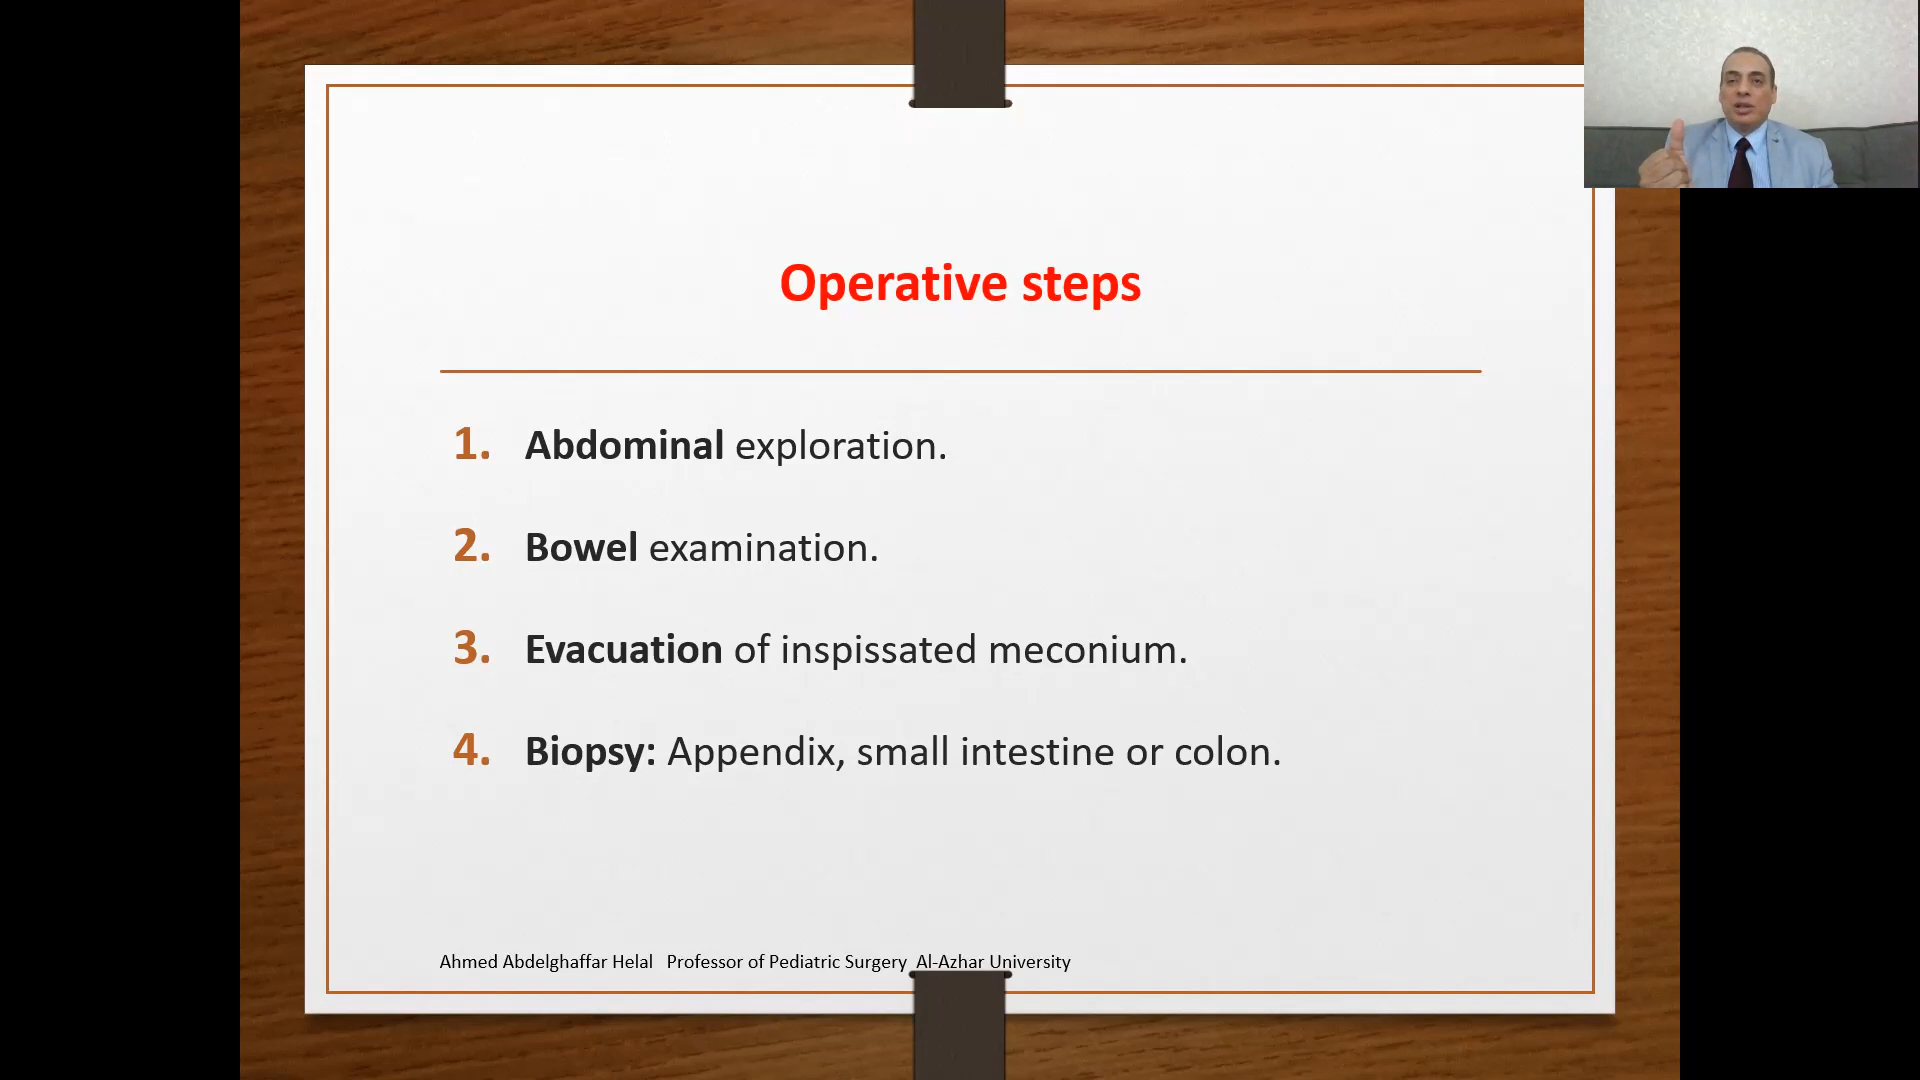 Operative steps
1. Abdominal exploration.
2. Bowel examination.
3. Evacuation of inspissated meconium.
4. Biopsy: Appendix, small intestine or colon.
Ahmed Abdelghaffar Helal Professor of Pediatric Surgery Al-Azhar University